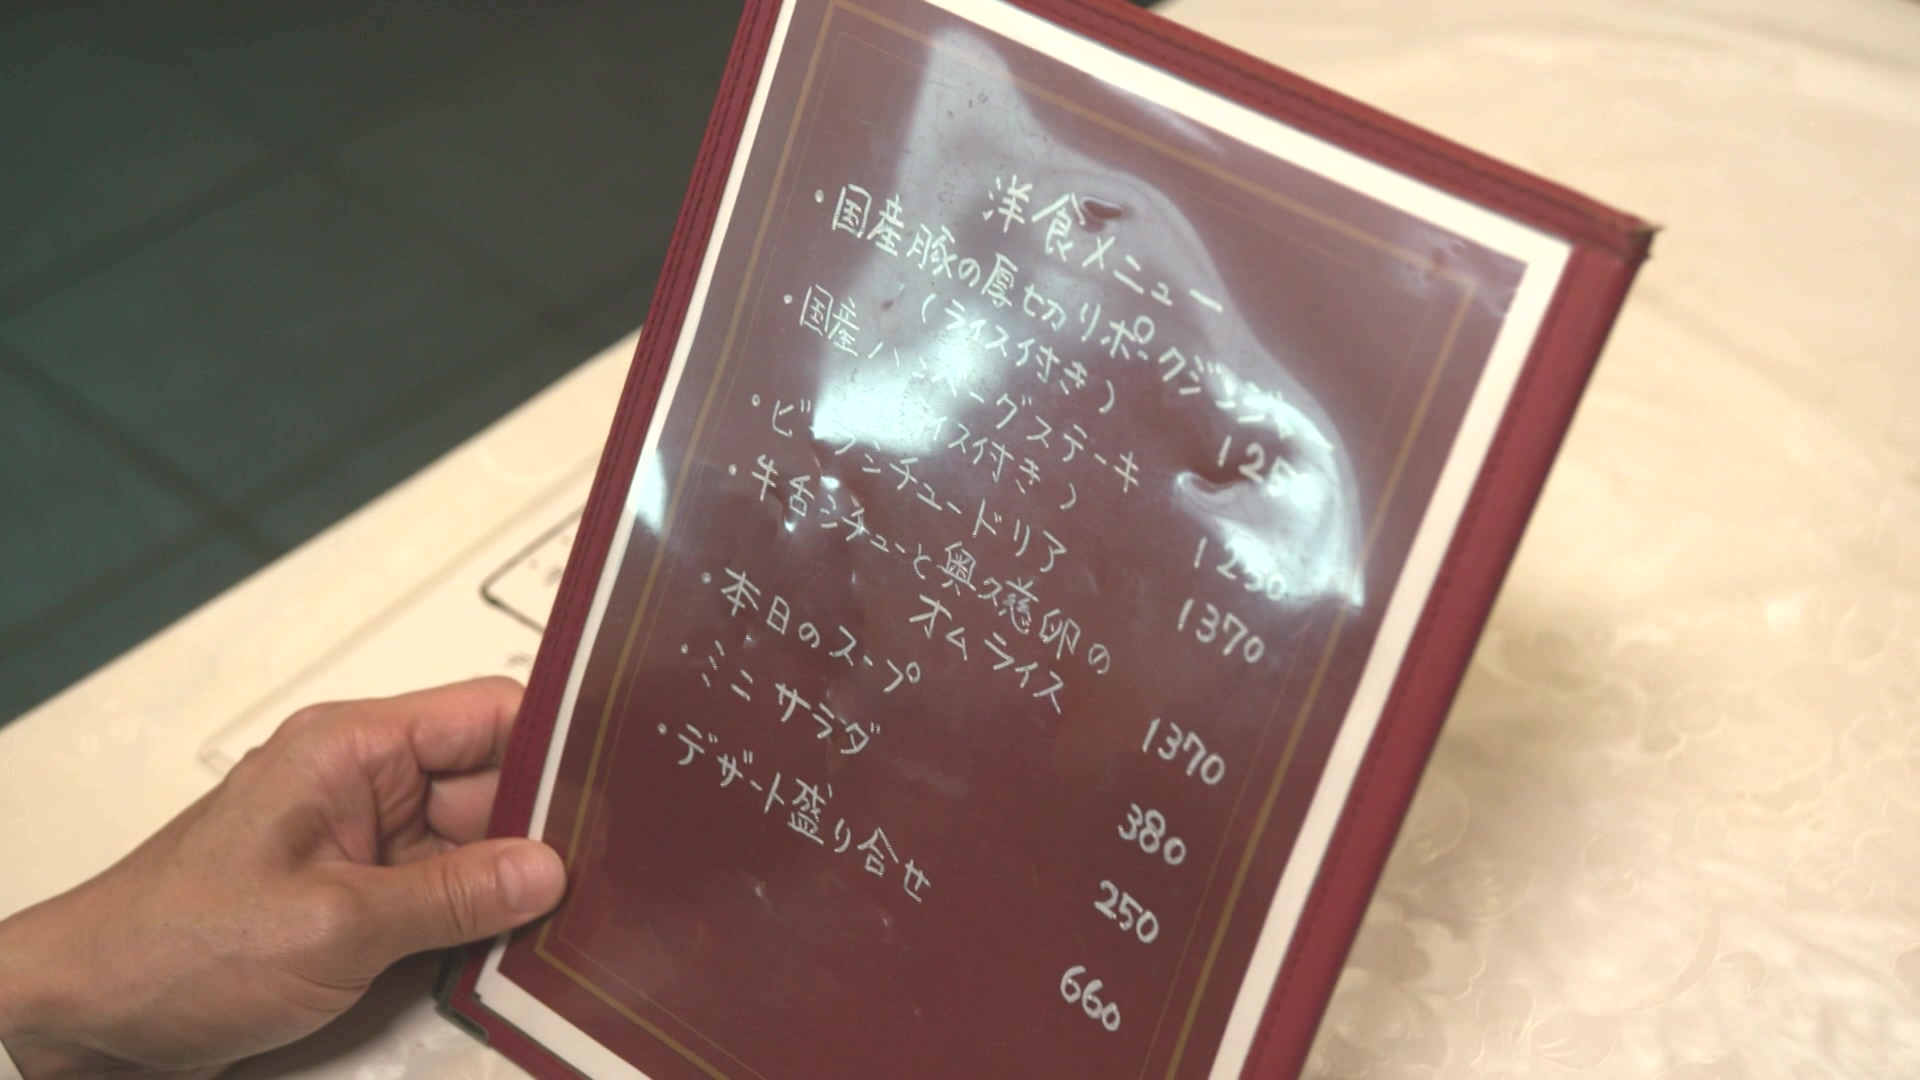 洋食メニュー
・国産豚の厚切りポークジンジャ
(ライス付き) 125
・国産ハンバーグステーキ
ライス付き) 1250
・ビーフシチュードリア 1370
・牛舌シチューと奥久慈卵の
オムライス 1370
・本日のスープ 380
・ミニサラダ 250
・デザート盛り合せ 660